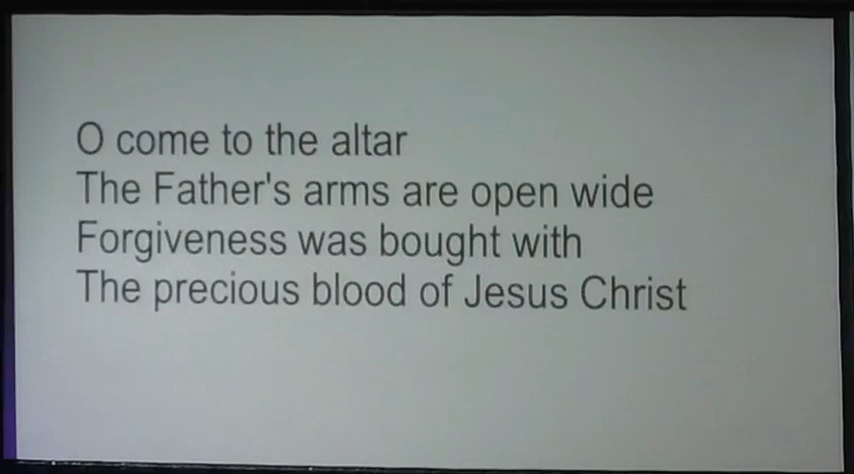 O come to the altar
The Father's arms are open wide
Forgiveness was bought with
The precious blood of Jesus Christ